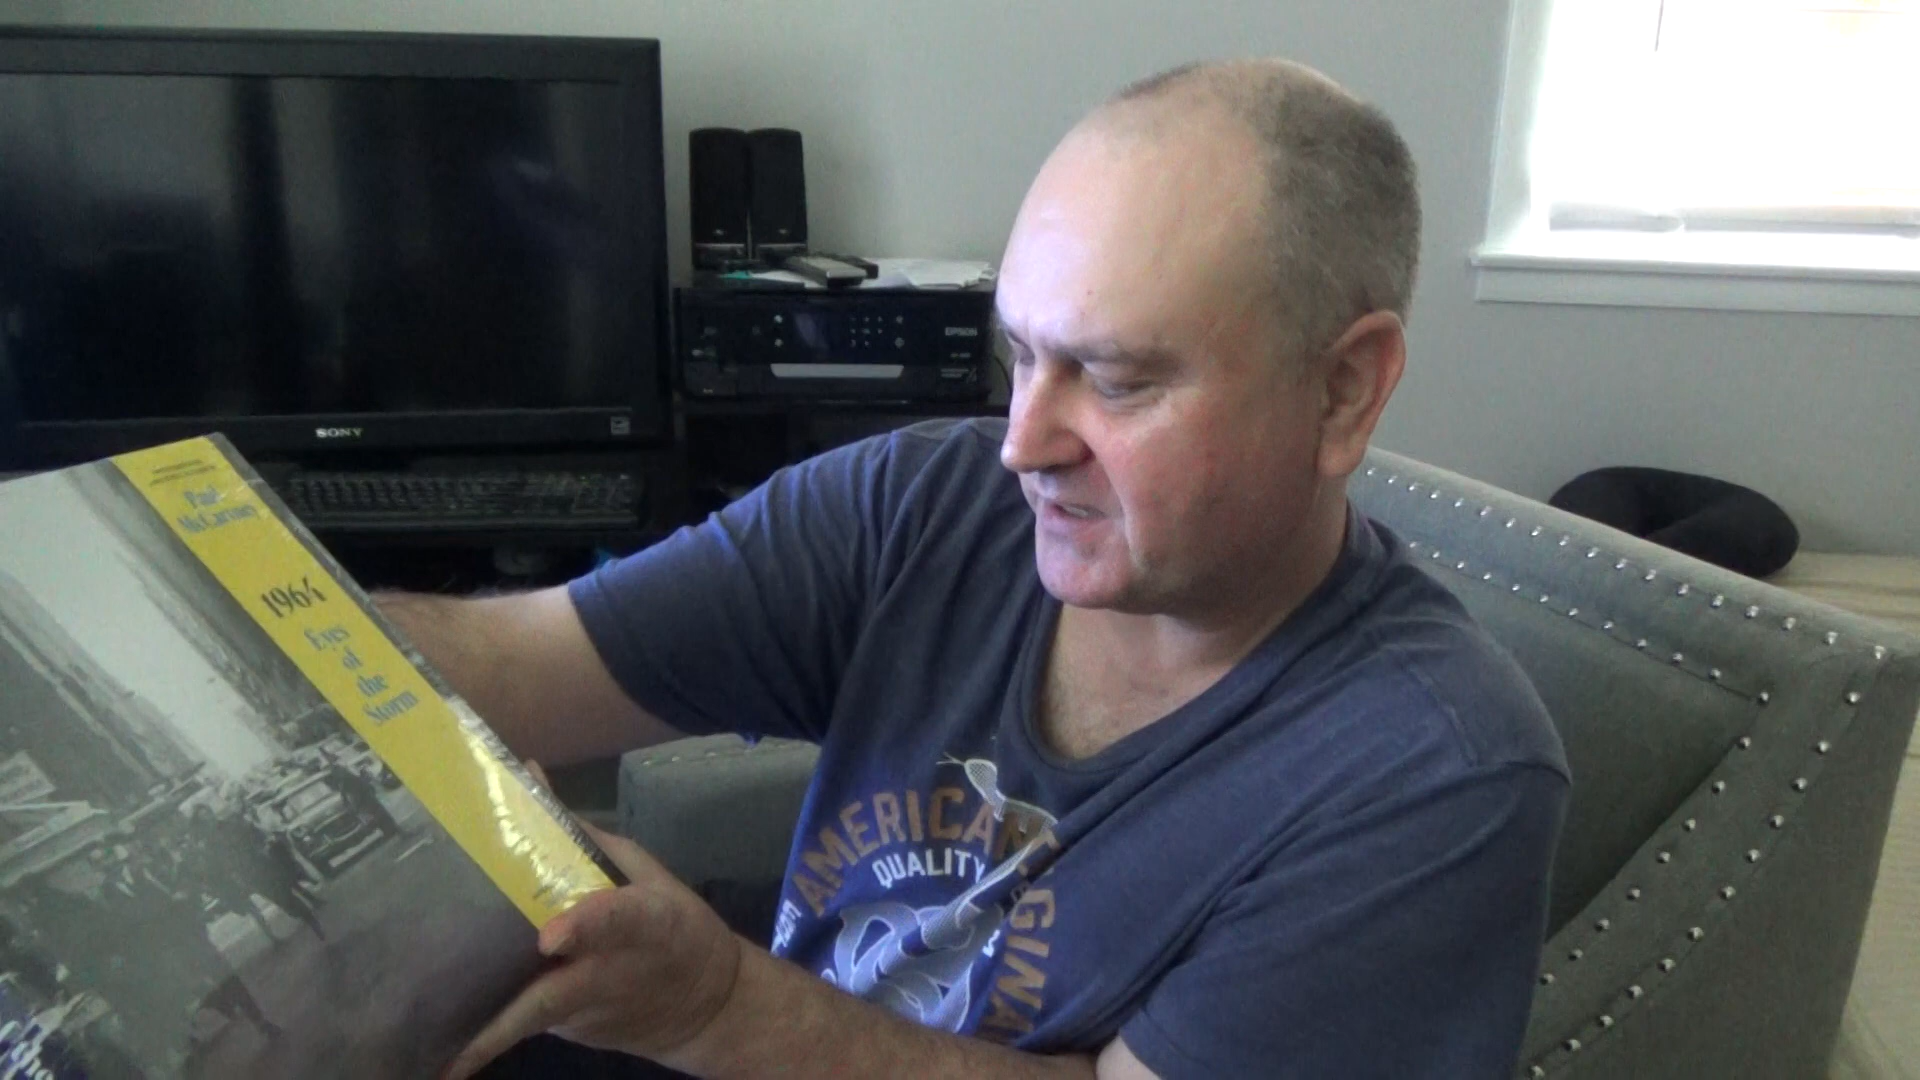 SONY
EPSON
Paul
McCartney
1964
Eyes
of
the
Storm
AMERICAN
QUALITY